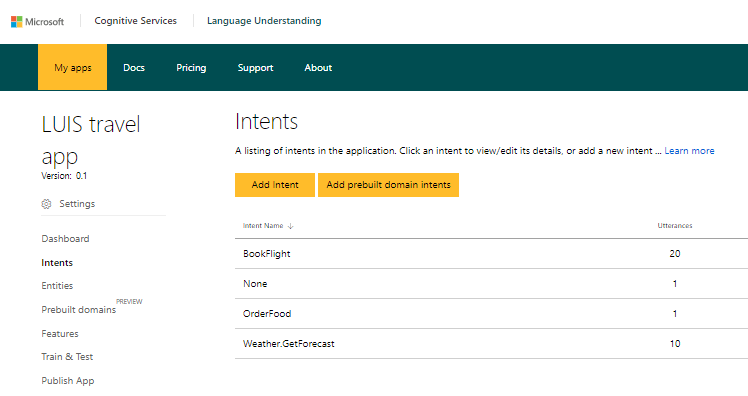 Microsoft Cognitive Services Language Understanding
My apps Docs Pricing Support About
LUIS travel
app
Version: 0.1
Settings
Dashboard
Intents
Entities
Prebuilt domains PREVIEW
Features
Train & Test
Publish App
Intents
A listing of intents in the application. Click an intent to view/edit its details, or add a new intent ... Learn more
Add Intent Add prebuilt domain intents
Intent Name ↓ Utterances
BookFlight 20
None 1
OrderFood 1
Weather.GetForecast 10